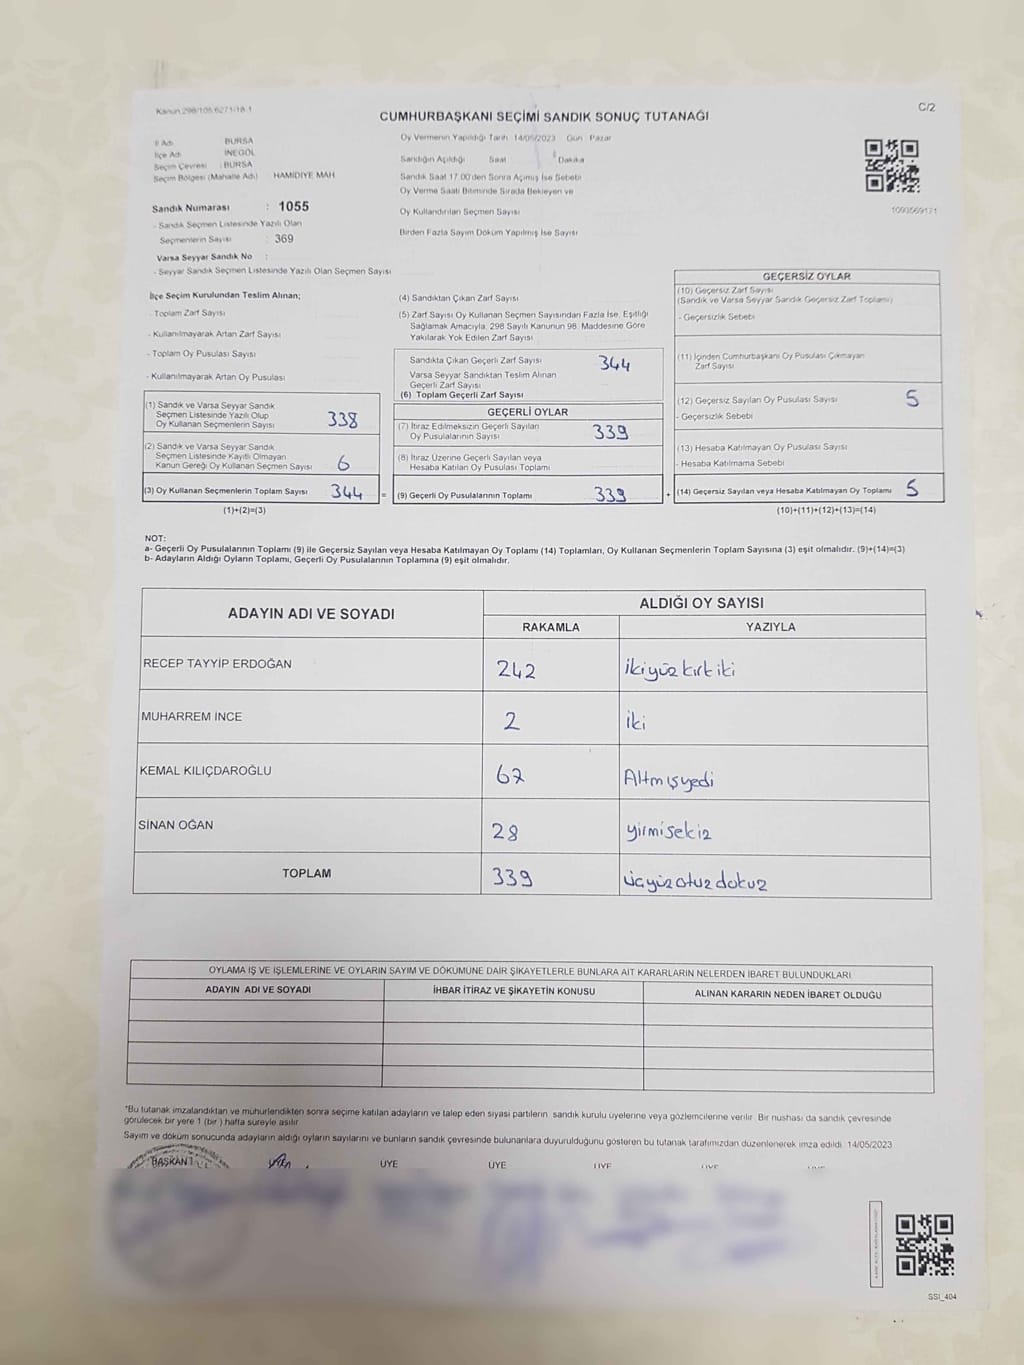 Kanun 298/105 6271/18-1
C/2
CUMHURBAŞKANI SEÇİMİ SANDIK SONUÇ TUTANAĞI
İl Adı BURSA
İlçe Adı İNEGÖL
Seçim Çevresi : BURSA
Seçim Bölgesi (Mahalle Adı) HAMIDIYE MAH
Sandık Numarası : 1055
- Sandık Seçmen Listesinde Yazılı Olan
Seçmenlerin Sayısı : 369
Varsa Seyyar Sandık No :
- Seyyar Sandık Seçmen Listesinde Yazılı Olan Seçmen Sayısı
Oy Vermenin Yapıldığı Tarih 14/05/2023 Gün Pazar
Sandığın Açıldığı Saat Dakika
Sandık Saat 17.00'den Sonra Açılmış İse Sebebi
Oy Verme Saati Bitiminde Sırada Bekleyen ve
Oy Kullandırılan Seçmen Sayısı
Birden Fazla Sayım Döküm Yapılmış İse Sayısı
1093569171
İlçe Seçim Kurulundan Teslim Alınan;
- Toplam Zarf Sayısı
- Kullanılmayarak Artan Zarf Sayısı
- Toplam Oy Pusulası Sayısı
- Kullanılmayarak Artan Oy Pusulası
(1) Sandık ve Varsa Seyyar Sandık
Seçmen Listesinde Yazılı Olup
Oy Kullanan Seçmenlerin Sayısı 338
(2) Sandık ve Varsa Seyyar Sandık
Seçmen Listesinde Kayıtlı Olmayan
Kanun Gereği Oy Kullanan Seçmen Sayısı 6
(3) Oy Kullanan Seçmenlerin Toplam Sayısı 344 =
(1)+(2)=(3)
(4) Sandıktan Çıkan Zarf Sayısı
(5) Zarf Sayısı Oy Kullanan Seçmen Sayısından Fazla İse, Eşitliği
Sağlamak Amacıyla, 298 Sayılı Kanunun 98. Maddesine Göre
Yakılarak Yok Edilen Zarf Sayısı
Sandıkta Çıkan Geçerli Zarf Sayısı 344
Varsa Seyyar Sandıktan Teslim Alınan
Geçerli Zarf Sayısı
(6) Toplam Geçerli Zarf Sayısı
GEÇERLİ OYLAR
(7) İtiraz Edilmeksizin Geçerli Sayılan
Oy Pusulalarının Sayısı 339
(8) İtiraz Üzerine Geçerli Sayılan veya
Hesaba Katılan Oy Pusulası Toplamı
(9) Geçerli Oy Pusulalarının Toplamı 339 +
GEÇERSİZ OYLAR
(10) Geçersiz Zarf Sayısı
(Sandık ve Varsa Seyyar Sandık Geçersiz Zarf Toplamı)
- Geçersizlik Sebebi
(11) İçinden Cumhurbaşkanı Oy Pusulası Çıkmayan
Zarf Sayısı
(12) Geçersiz Sayılan Oy Pusulası Sayısı 5
- Geçersizlik Sebebi
(13) Hesaba Katılmayan Oy Pusulası Sayısı
- Hesaba Katılmama Sebebi
(14) Geçersiz Sayılan veya Hesaba Katılmayan Oy Toplamı 5
(10)+(11)+(12)+(13)=(14)
NOT:
a- Geçerli Oy Pusulalarının Toplamı (9) ile Geçersiz Sayılan veya Hesaba Katılmayan Oy Toplamı (14) Toplamları, Oy Kullanan Seçmenlerin Toplam Sayısına (3) eşit olmalıdır. (9)+(14)=(3)
b- Adayların Aldığı Oyların Toplamı, Geçerli Oy Pusulalarının Toplamına (9) eşit olmalıdır.
ADAYIN ADI VE SOYADI
ALDIĞI OY SAYISI
RAKAMLA YAZIYLA
RECEP TAYYİP ERDOĞAN 242 ikiyüzkırkiki
MUHARREM İNCE 2 iki
KEMAL KILIÇDAROĞLU 67 Altmışyedi
SİNAN OĞAN 28 yirmisekiz
TOPLAM 339 üçyüzotuzdokuz
OYLAMA İŞ VE İŞLEMLERİNE VE OYLARIN SAYIM VE DÖKÜMÜNE DAİR ŞİKAYETLERLE BUNLARA AİT KARARLARIN NELERDEN İBARET BULUNDUKLARI
ADAYIN ADI VE SOYADI İHBAR İTİRAZ VE ŞİKAYETİN KONUSU ALINAN KARARIN NEDEN İBARET OLDUĞU
*Bu tutanak imzalandıktan ve mühürlendikten sonra seçime katılan adayların ve talep eden siyasi partilerin sandık kurulu üyelerine veya gözlemcilerine verilir. Bir nüshası da sandık çevresinde
görülecek bir yere 1 (bir) hafta süreyle asılır
Sayım ve döküm sonucunda adayların aldığı oyların sayılarını ve bunların sandık çevresinde bulunanlara duyurulduğunu gösteren bu tutanak tarafımızdan düzenlenerek imza edildi. 14/05/2023
BAŞKAN ÜYE ÜYE ÜYE ÜYE
SSI_404